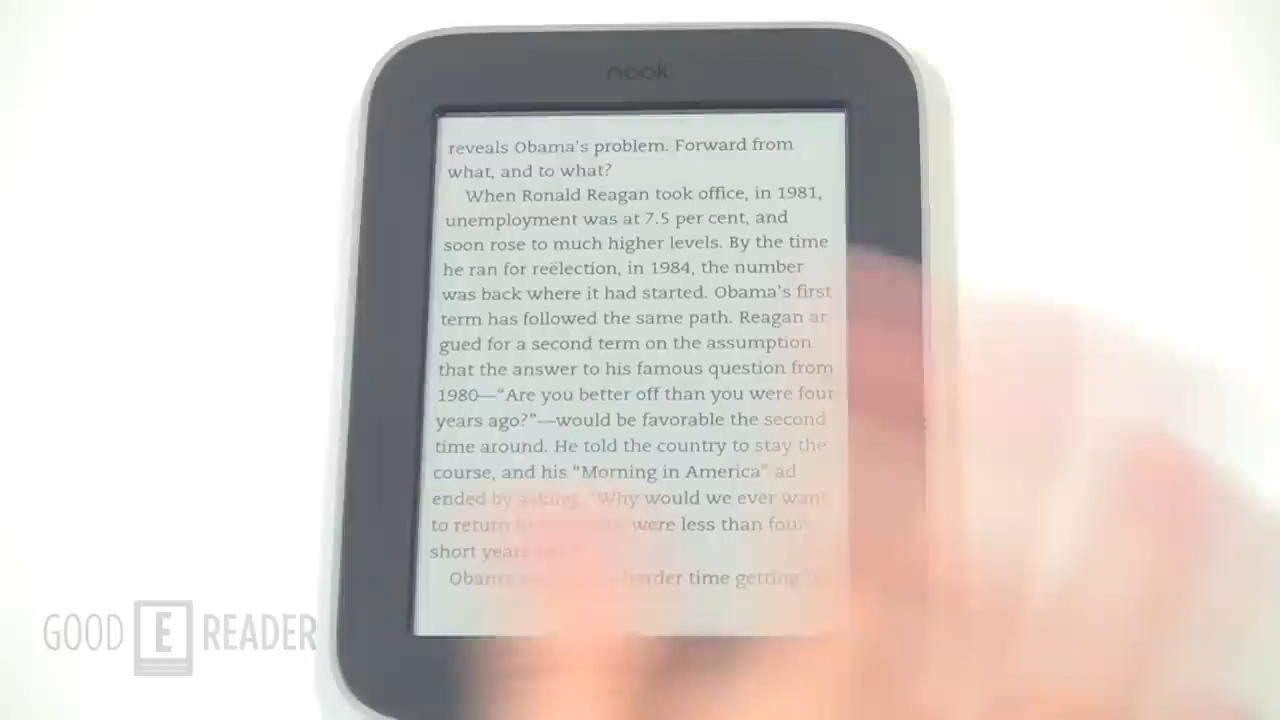 nook
reveals Obama's problem. Forward from
what, and to what?
When Ronald Reagan took office, in 1981,
unemployment was at 7.5 per cent, and
soon rose to much higher levels. By the time
he ran for reëlection, in 1984, the number
was back where it had started. Obama's first
term has followed the same path. Reagan ar-
gued for a second term on the assumption
that the answer to his famous question from
1980—“Are you better off than you were four
years ago?”—would be favorable the second
time around. He told the country to stay the
course, and his “Morning in America” ad
ended by asking, “Why would we ever want
to return were less than four
short years
Obama harder time getting
GOOD E READER